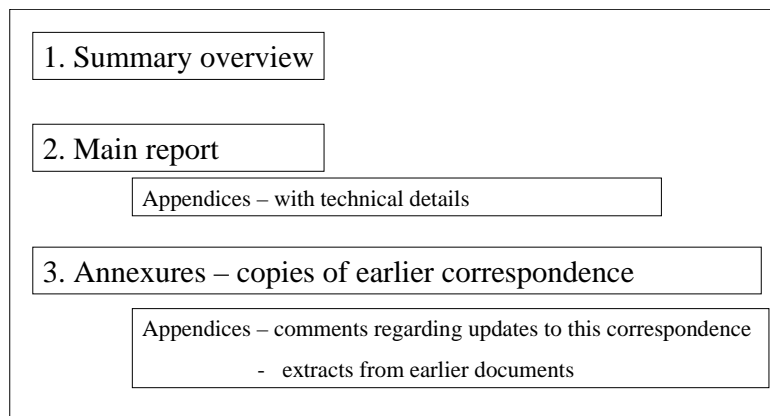 1. Summary overview
2. Main report
Appendices – with technical details
3. Annexures – copies of earlier correspondence
Appendices – comments regarding updates to this correspondence
- extracts from earlier documents